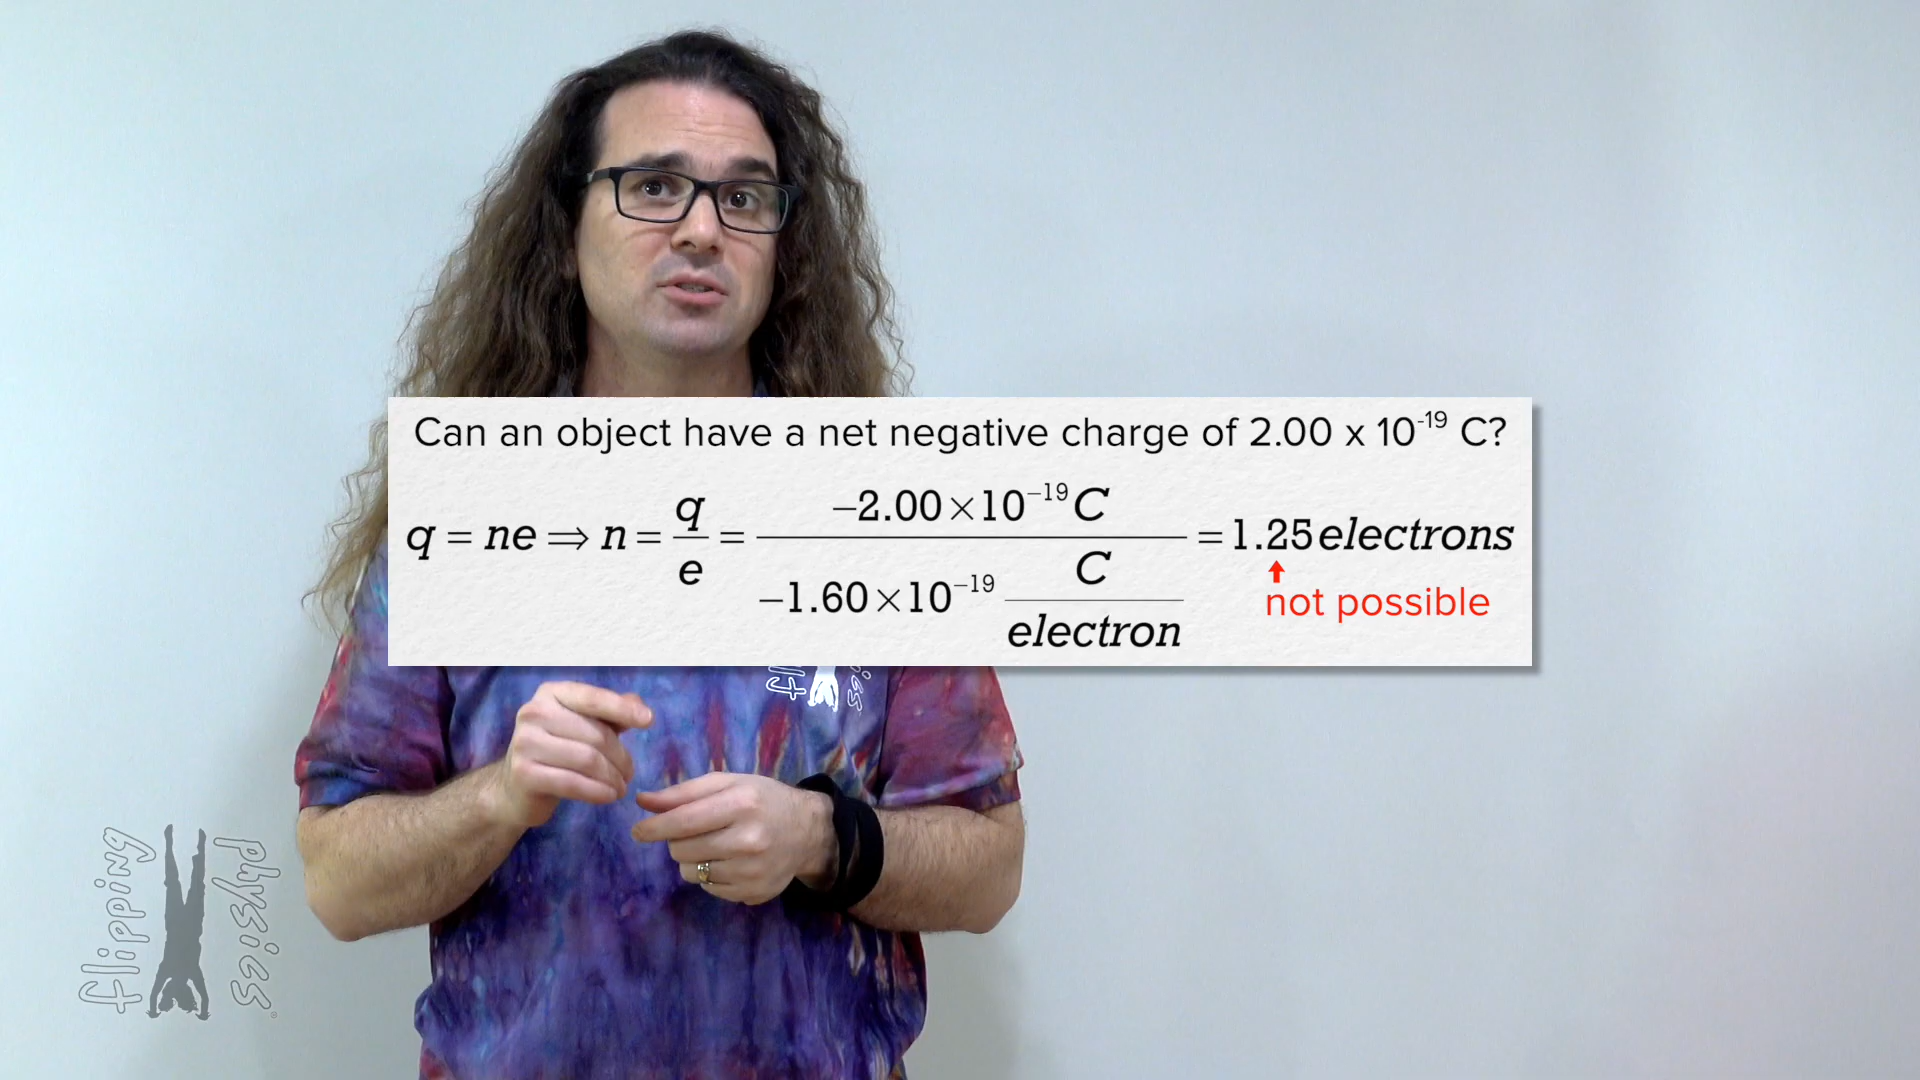 Can an object have a net negative charge of 2.00 x 10⁻¹⁹ C?
q = ne ⇒ n = q/e = (−2.00×10⁻¹⁹ C)/(−1.60×10⁻¹⁹ C/electron) = 1.25 electrons
not possible
flipping
physics